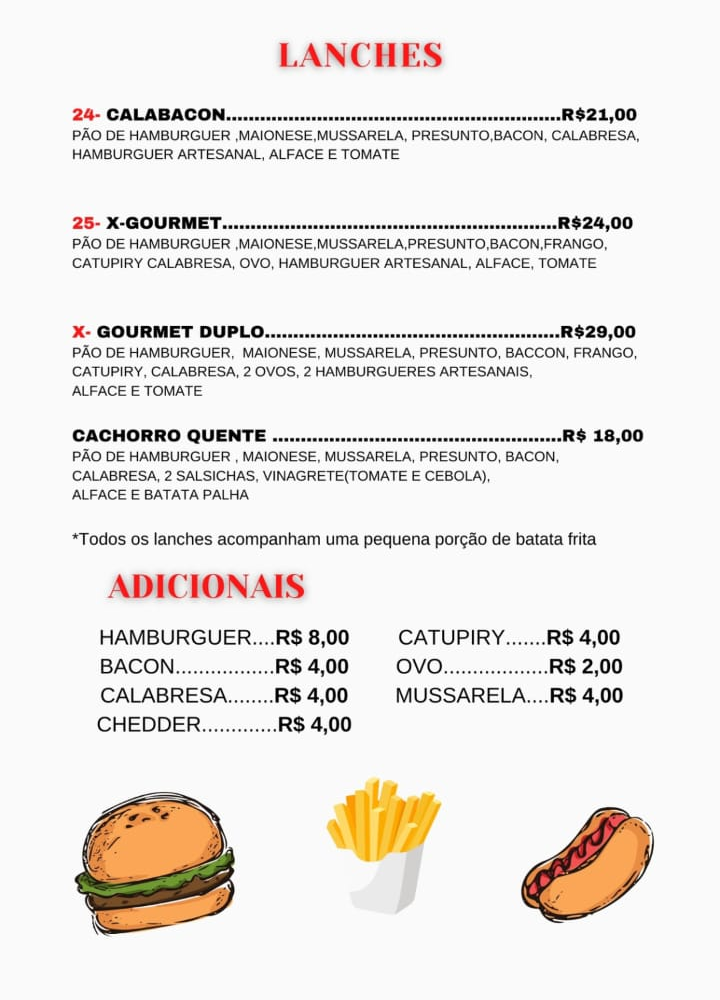 LANCHES
24- CALABACON............................................................R$21,00
PÃO DE HAMBURGUER ,MAIONESE,MUSSARELA, PRESUNTO,BACON, CALABRESA,
HAMBURGUER ARTESANAL, ALFACE E TOMATE
25- X-GOURMET............................................................R$24,00
PÃO DE HAMBURGUER ,MAIONESE,MUSSARELA,PRESUNTO,BACON,FRANGO,
CATUPIRY CALABRESA, OVO, HAMBURGUER ARTESANAL, ALFACE, TOMATE
X- GOURMET DUPLO.....................................................R$29,00
PÃO DE HAMBURGUER, MAIONESE, MUSSARELA, PRESUNTO, BACCON, FRANGO,
CATUPIRY, CALABRESA, 2 OVOS, 2 HAMBURGUERES ARTESANAIS,
ALFACE E TOMATE
CACHORRO QUENTE ....................................................R$ 18,00
PÃO DE HAMBURGUER , MAIONESE, MUSSARELA, PRESUNTO, BACON,
CALABRESA, 2 SALSICHAS, VINAGRETE(TOMATE E CEBOLA),
ALFACE E BATATA PALHA
*Todos os lanches acompanham uma pequena porção de batata frita
ADICIONAIS
HAMBURGUER....R$ 8,00
BACON.................R$ 4,00
CALABRESA........R$ 4,00
CHEDDER.............R$ 4,00
CATUPIRY.......R$ 4,00
OVO..................R$ 2,00
MUSSARELA....R$ 4,00